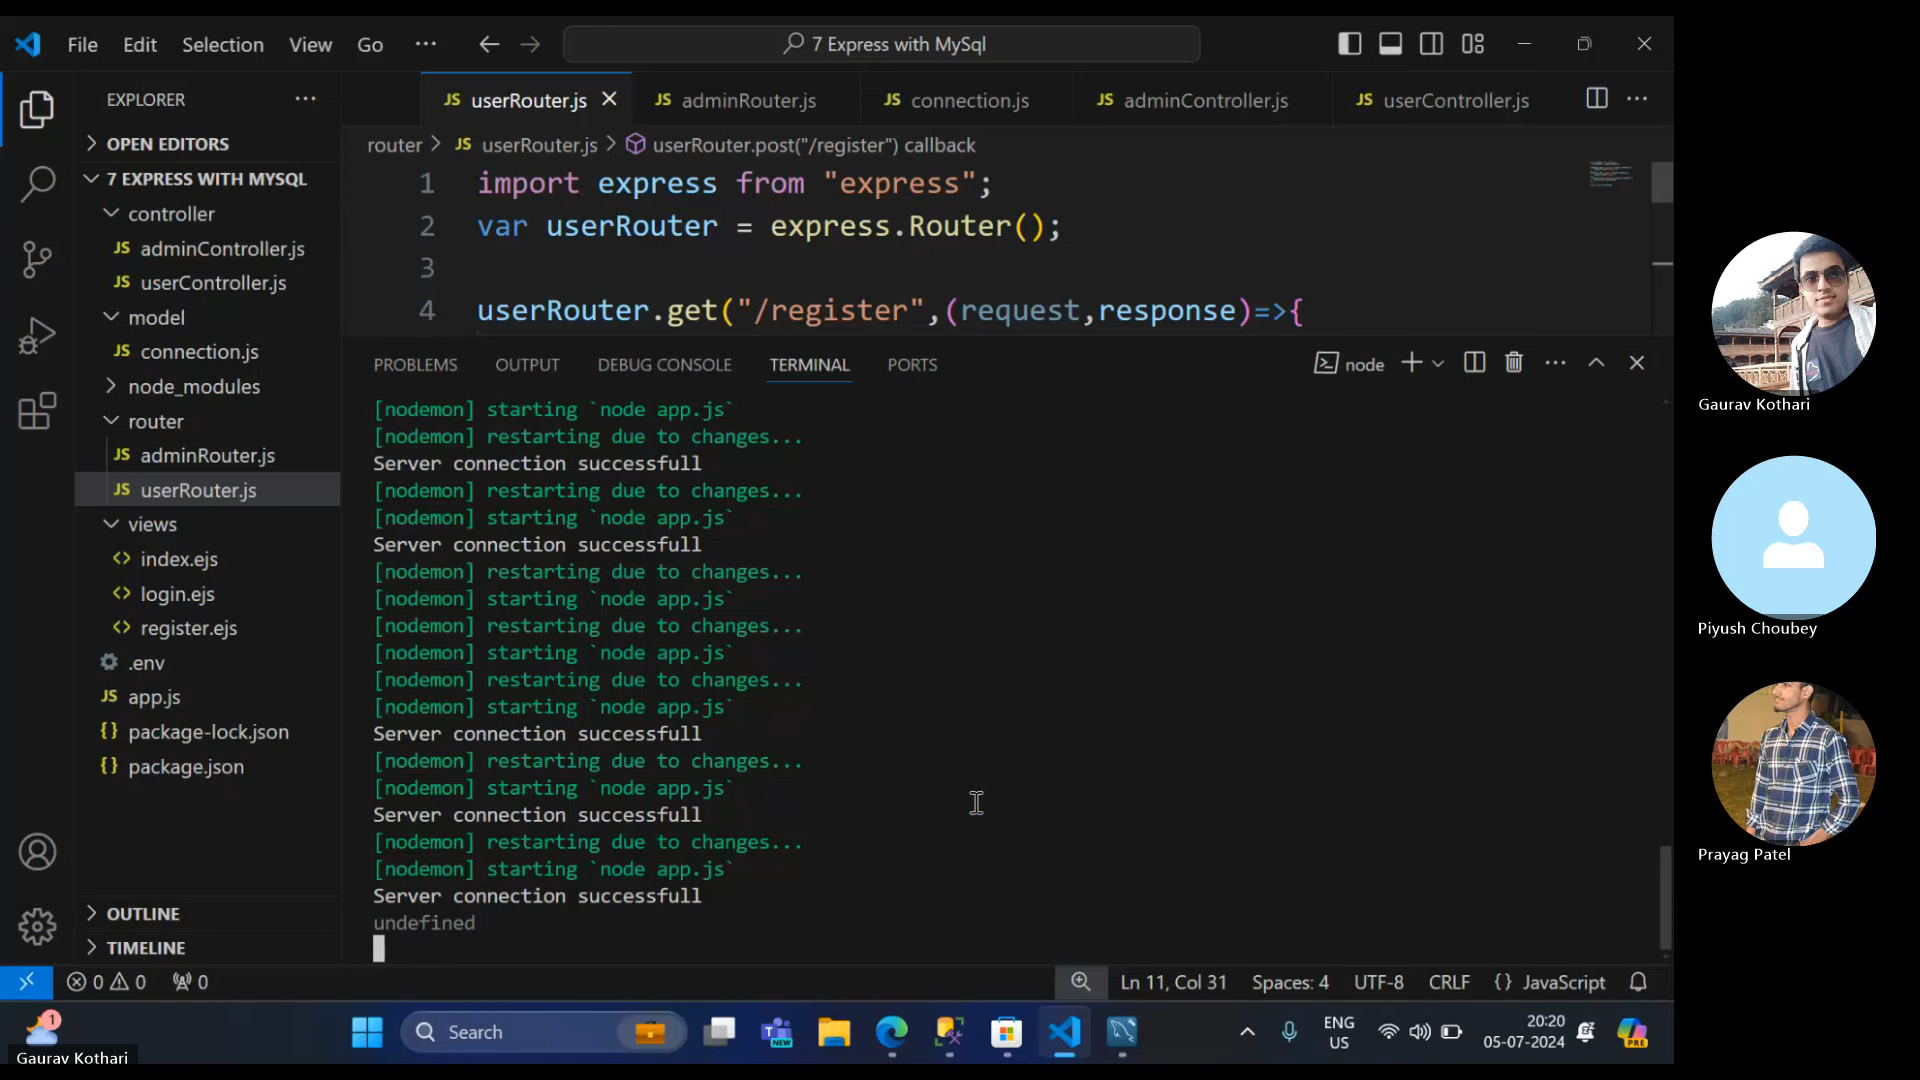 File Edit Selection View Go ··· 7 Express with MySql
EXPLORER ···
OPEN EDITORS
7 EXPRESS WITH MYSQL
controller
JS adminController.js
JS userController.js
model
JS connection.js
node_modules
router
JS adminRouter.js
JS userRouter.js
views
<> index.ejs
<> login.ejs
<> register.ejs
.env
JS app.js
{} package-lock.json
{} package.json
OUTLINE
TIMELINE
JS userRouter.js JS adminRouter.js JS connection.js JS adminController.js JS userController.js ···
router > JS userRouter.js > userRouter.post("/register") callback
1 import express from "express";
2 var userRouter = express.Router();
3
4 userRouter.get("/register",(request,response)=>{
PROBLEMS OUTPUT DEBUG CONSOLE TERMINAL PORTS node ···
[nodemon] starting `node app.js`
[nodemon] restarting due to changes...
Server connection successfull
[nodemon] restarting due to changes...
[nodemon] starting `node app.js`
Server connection successfull
[nodemon] restarting due to changes...
[nodemon] starting `node app.js`
[nodemon] restarting due to changes...
[nodemon] starting `node app.js`
[nodemon] restarting due to changes...
[nodemon] starting `node app.js`
Server connection successfull
[nodemon] restarting due to changes...
[nodemon] starting `node app.js`
Server connection successfull
[nodemon] restarting due to changes...
[nodemon] starting `node app.js`
Server connection successfull
undefined
0 0 0 Ln 11, Col 31 Spaces: 4 UTF-8 CRLF {} JavaScript
1 Search NEW ENG 20:20 PRE
US 05-07-2024
Gaurav Kothari
Gaurav Kothari
Piyush Choubey
Prayag Patel